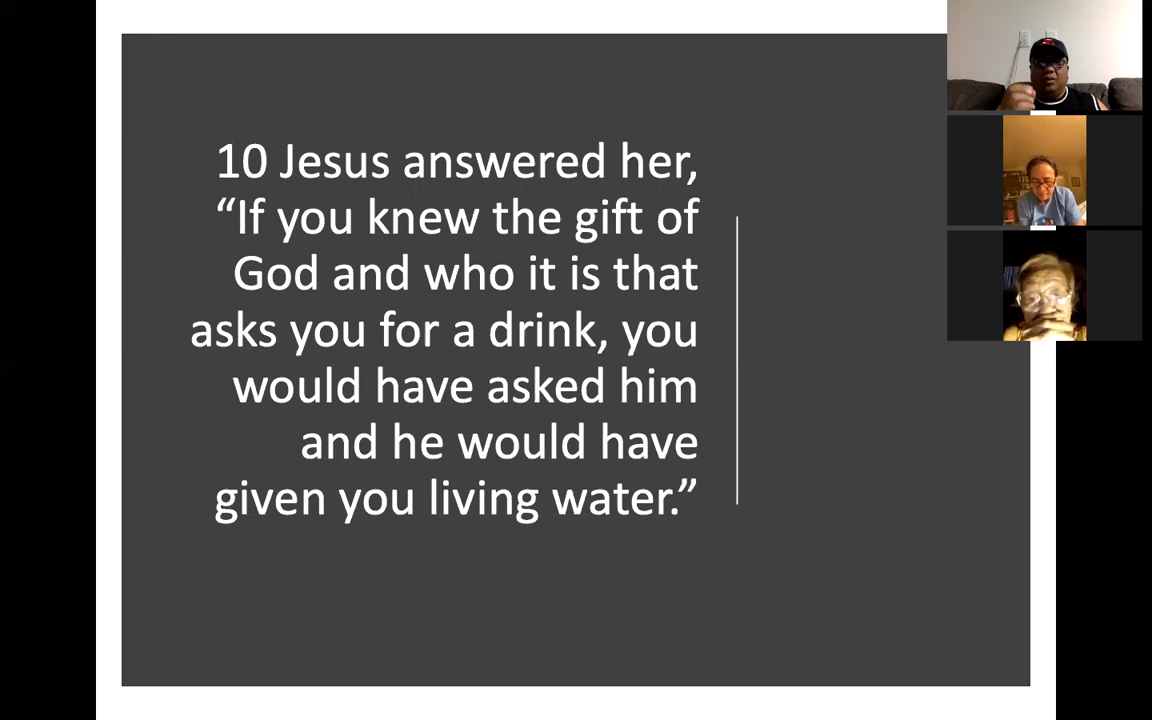 10 Jesus answered her,
“If you knew the gift of
God and who it is that
asks you for a drink, you
would have asked him
and he would have
given you living water.”